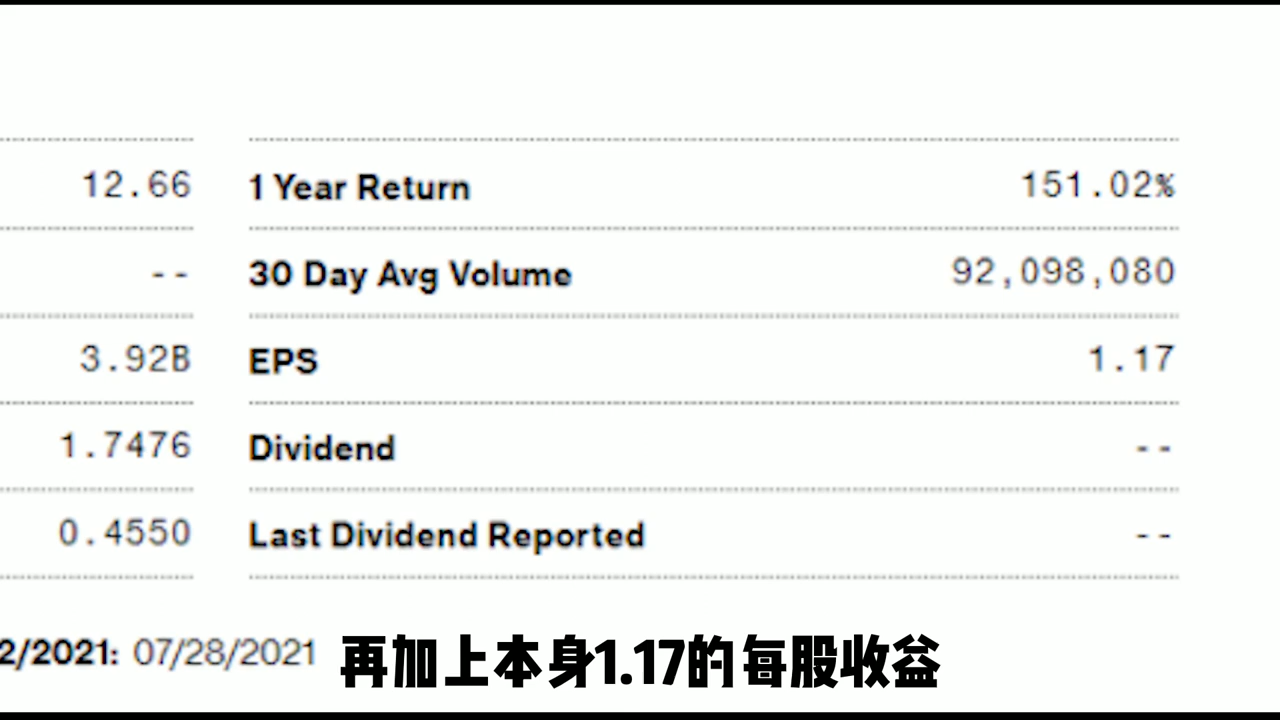 12.66 1 Year Return 151.02%
-- 30 Day Avg Volume 92,098,080
3.92B EPS 1.17
1.7476 Dividend --
0.4550 Last Dividend Reported --
2/2021: 07/28/2021
再加上本身1.17的每股收益